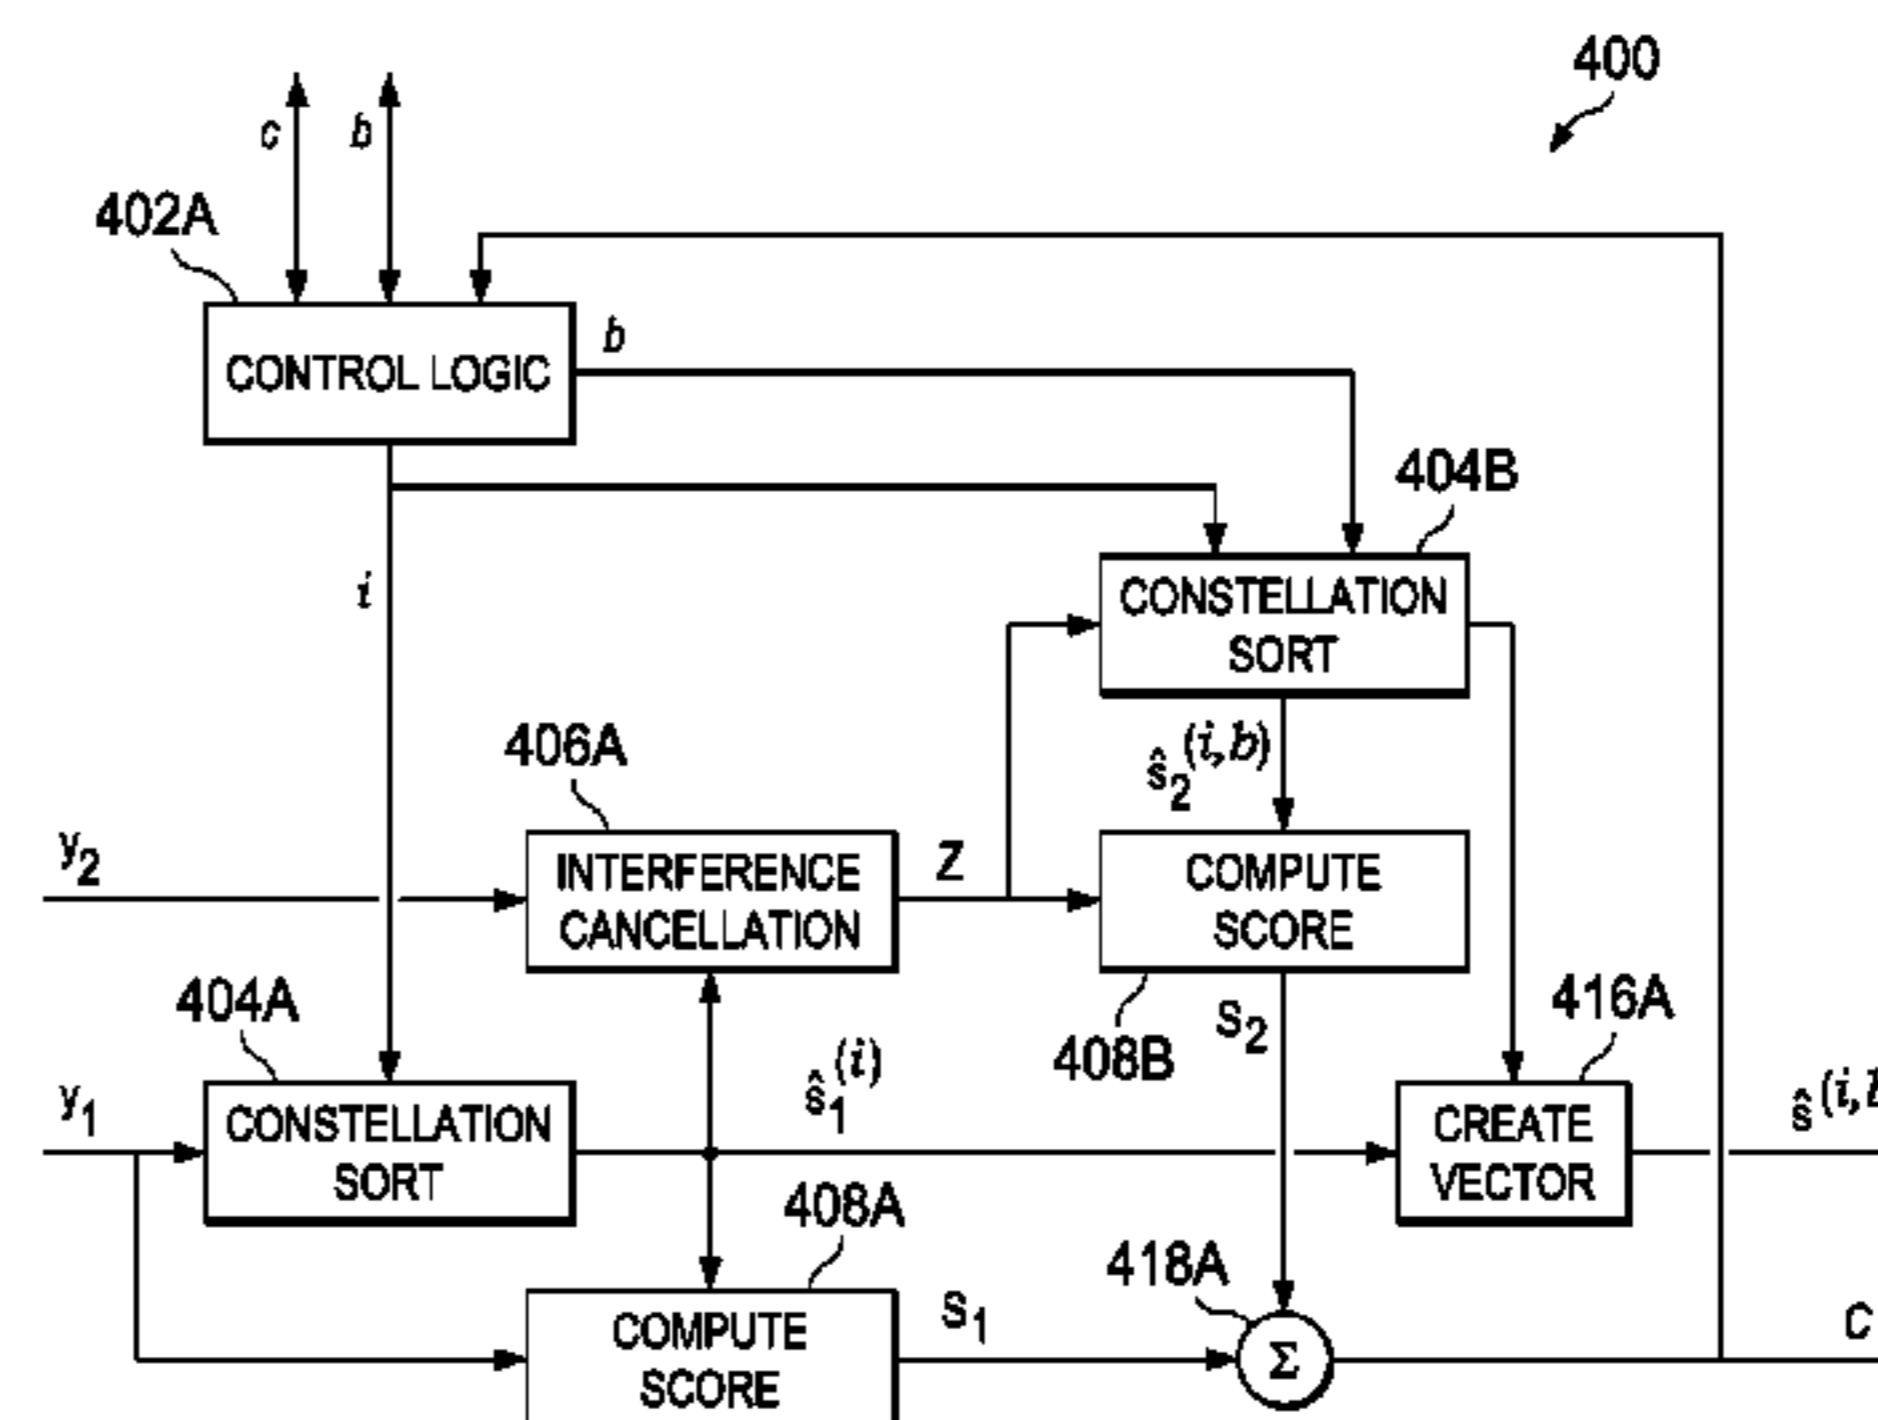 400
c b
402A
CONTROL LOGIC
b
404B
i
CONSTELLATION
SORT
406A
ŝ₂^(i,b)
y₂
INTERFERENCE
CANCELLATION
Z
COMPUTE
SCORE
404A
416A
S₂
408B
ŝ₁^(i)
y₁
CONSTELLATION
SORT
CREATE
VECTOR
ŝ^(i,
408A
418A
S₁
COMPUTE
SCORE
Σ
C